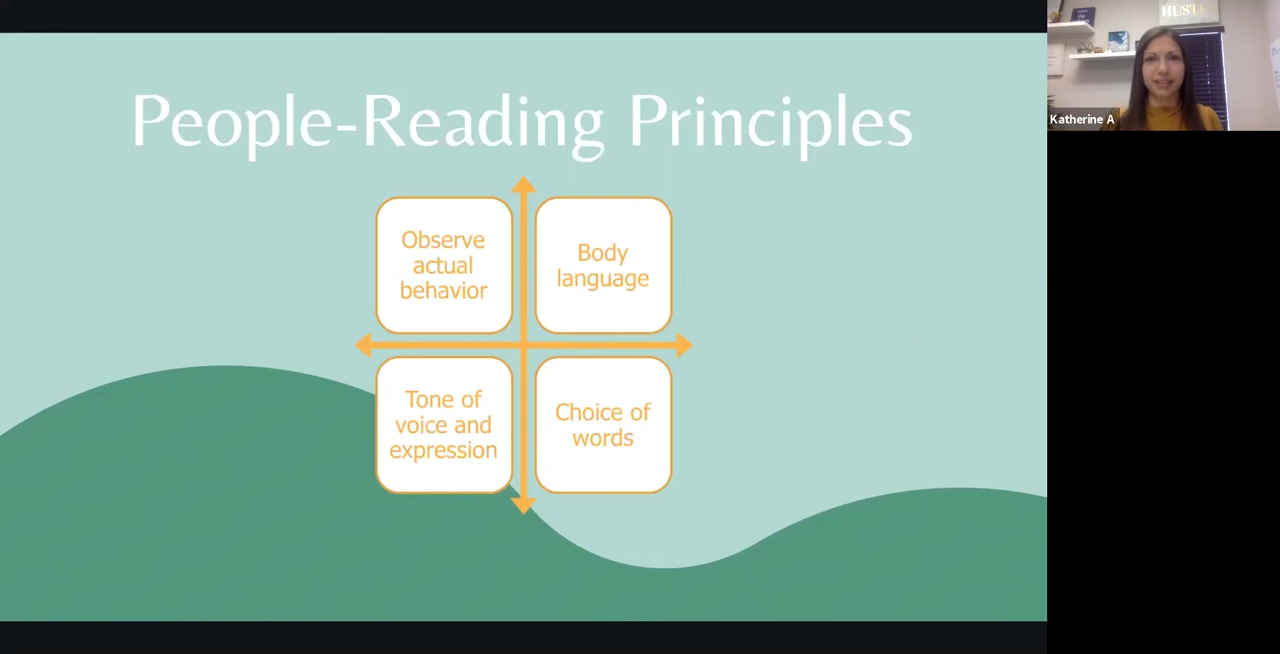 People-Reading Principles
Observe
actual
behavior
Body
language
Tone of
voice and
expression
Choice of
words
Katherine A